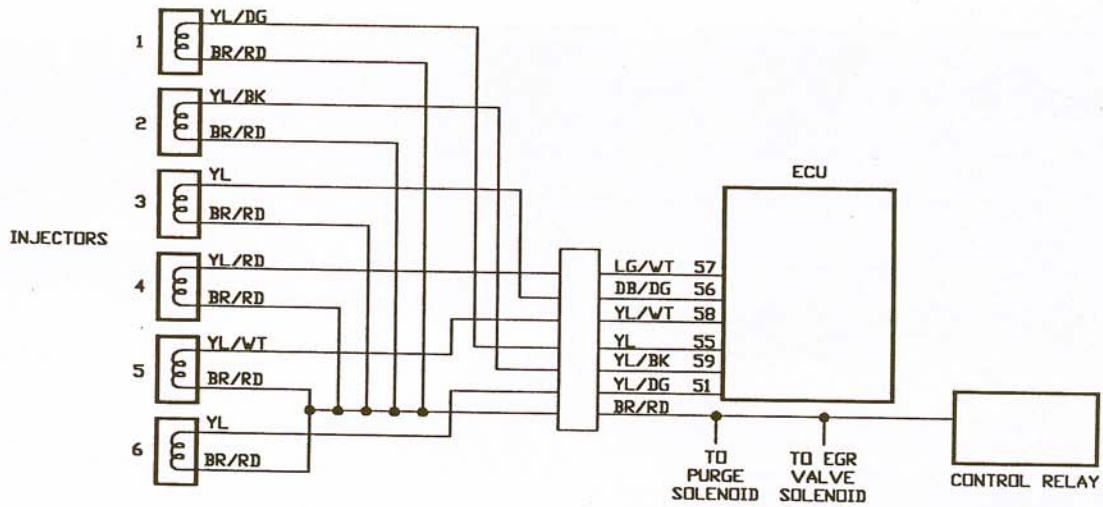 YL/DG
1
BR/RD
YL/BK
2
BR/RD
YL
3
BR/RD
INJECTORS
YL/RD
4
BR/RD
YL/WT
5
BR/RD
YL
6
BR/RD
ECU
LG/WT 57
DB/DG 56
YL/WT 58
YL 55
YL/BK 59
YL/DG 51
BR/RD
TO
PURGE
SOLENOID
TO EGR
VALVE
SOLENOID
CONTROL RELAY